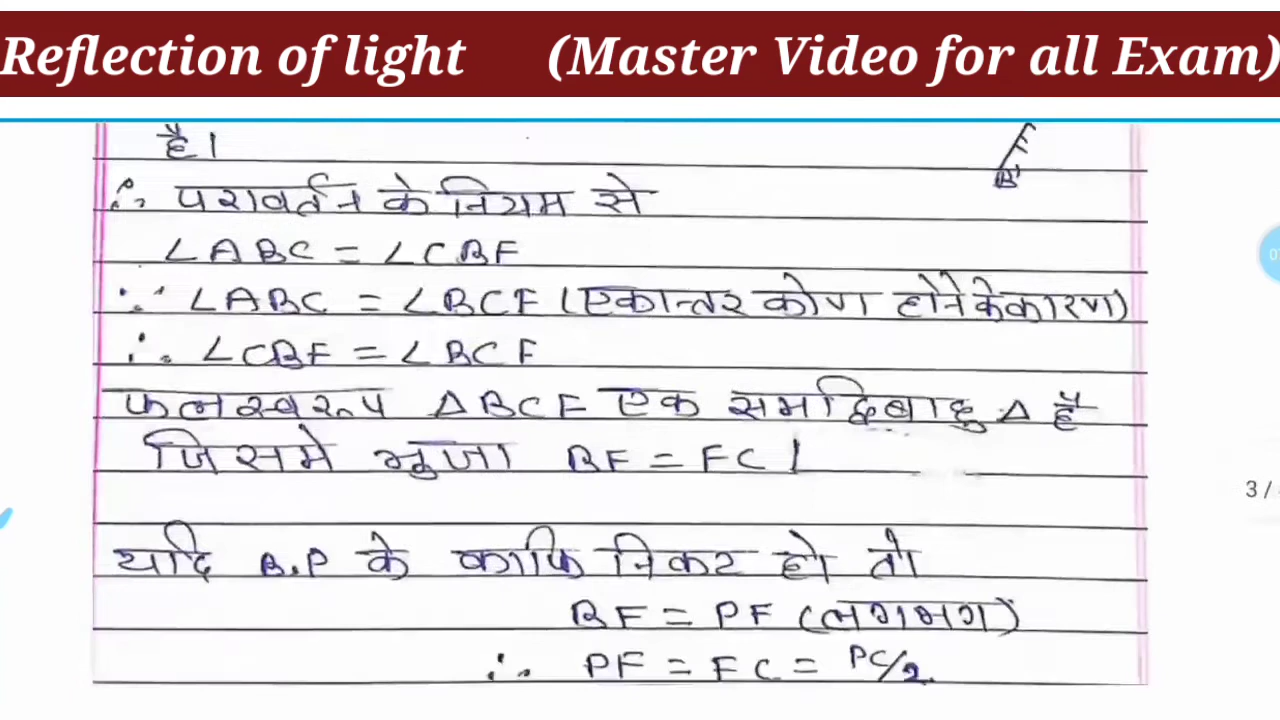 Reflection of light (Master Video for all Exam)
है।
B'
∴ परावर्तन के नियम से
∠ABC = ∠CBF
∵ ∠ABC = ∠BCF (एकान्तर कोण होने के कारण)
∴ ∠CBF = ∠BCF
फलस्वरूप △BCF एक समद्विबाहु △ है
जिसमे भुजा BF = FC।
3 /
यदि B.P के काफि निकट हो तो
BF = PF (लगभग)
∴ PF = FC = PC/2